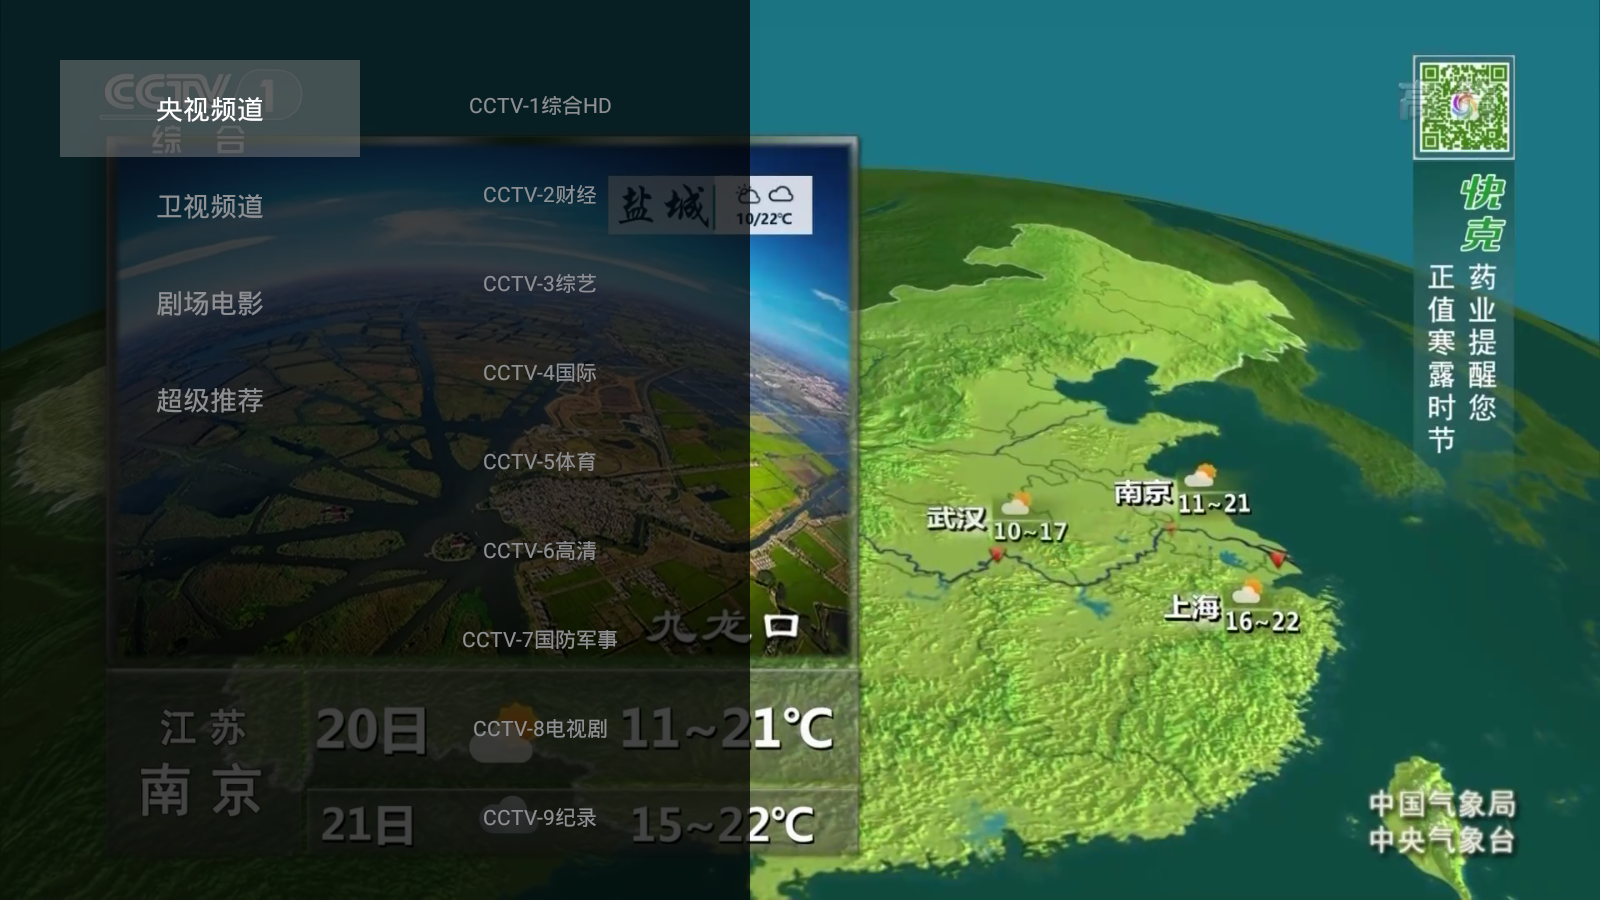 CCTV 1
综合
央视频道
卫视频道
剧场电影
超级推荐
CCTV-1综合HD
CCTV-2财经
CCTV-3综艺
CCTV-4国际
CCTV-5体育
CCTV-6高清
CCTV-7国防军事
CCTV-8电视剧
CCTV-9纪录
盐城
10/22℃
九龙口
江苏
南京
20日 11~21℃
21日 15~22℃
武汉 10~17
南京 11~21
上海 16~22
高
快克
药业提醒您
正值寒露时节
中国气象局
中央气象台